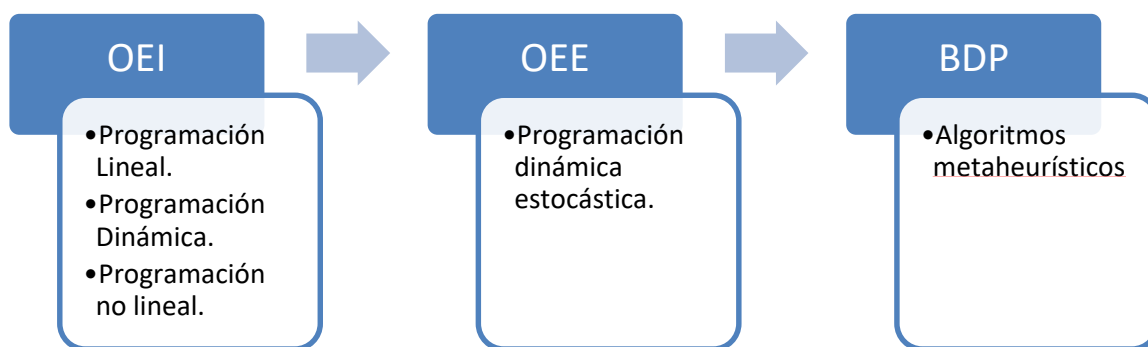 OEI
•Programación
Lineal.
•Programación
Dinámica.
•Programación
no lineal.
OEE
•Programación
dinámica
estocástica.
BDP
•Algoritmos
metaheurísticos